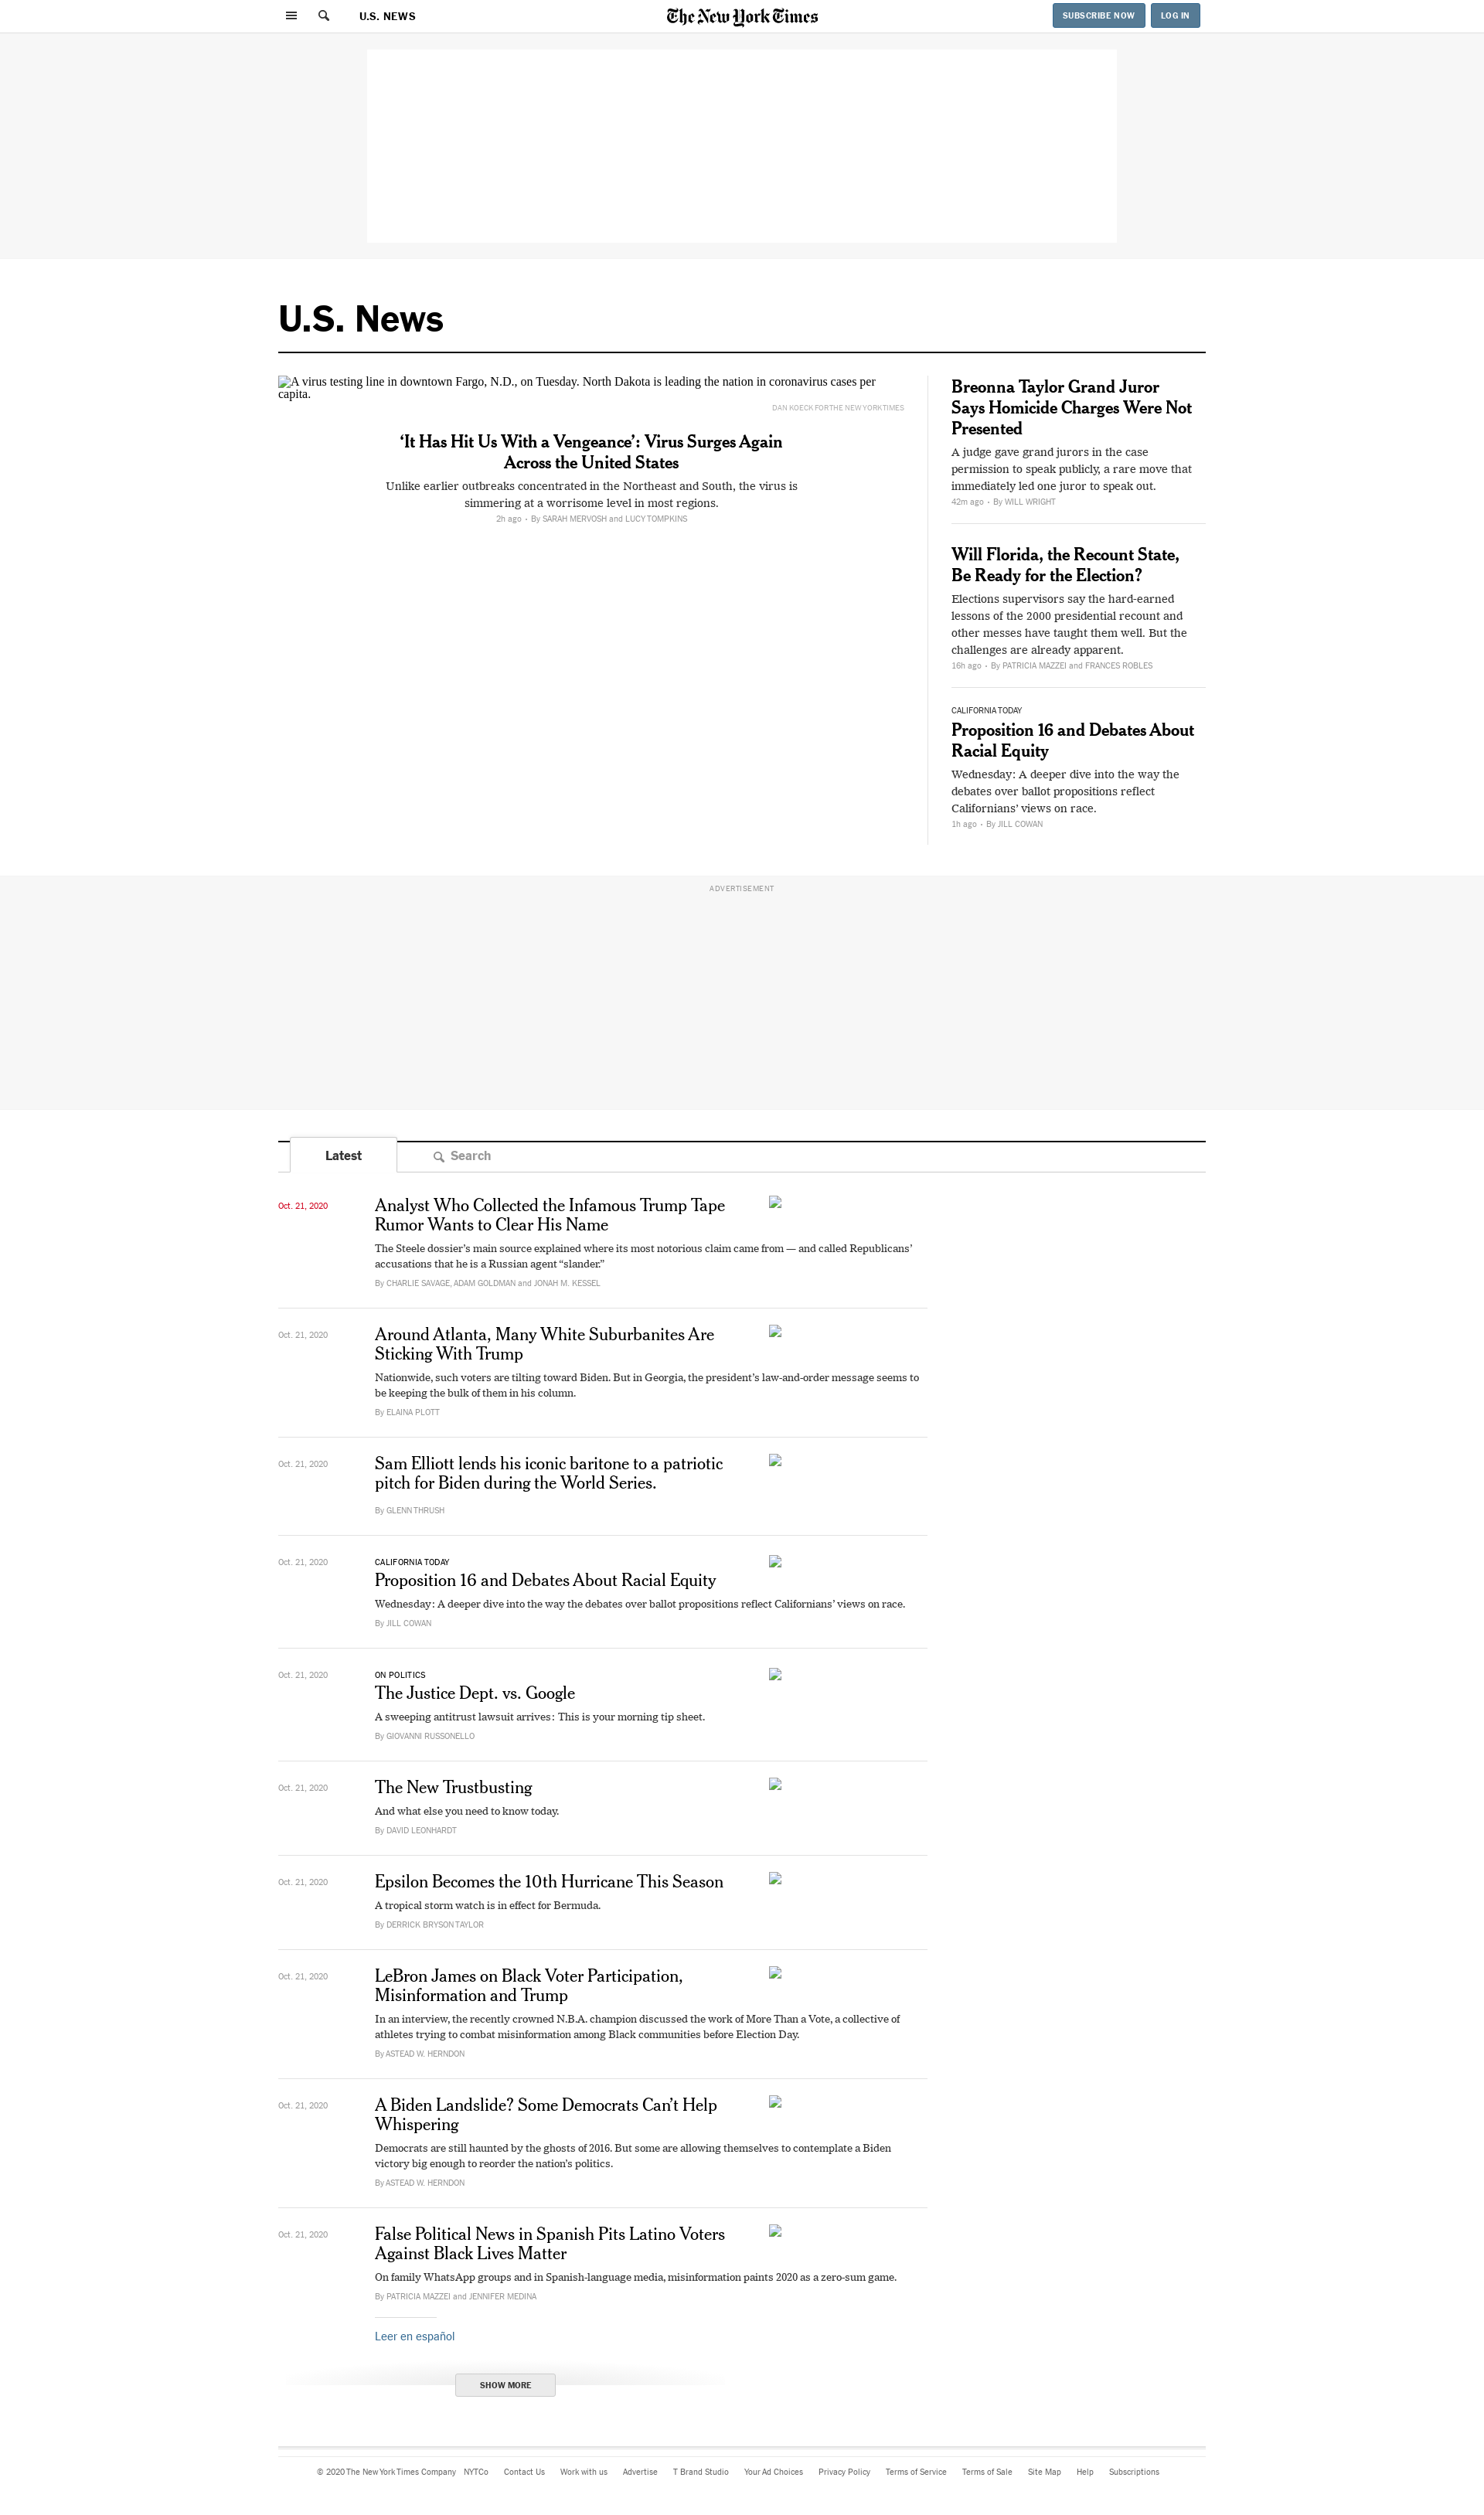 U.S. NEWS
The New York Times
SUBSCRIBE NOW
LOG IN
U.S. News
A virus testing line in downtown Fargo, N.D., on Tuesday. North Dakota is leading the nation in coronavirus cases per
capita.
DAN KOECK FOR THE NEW YORK TIMES
‘It Has Hit Us With a Vengeance’: Virus Surges Again
Across the United States
Unlike earlier outbreaks concentrated in the Northeast and South, the virus is
simmering at a worrisome level in most regions.
2h ago • By SARAH MERVOSH and LUCY TOMPKINS
Breonna Taylor Grand Juror
Says Homicide Charges Were Not
Presented
A judge gave grand jurors in the case
permission to speak publicly, a rare move that
immediately led one juror to speak out.
42m ago • By WILL WRIGHT
Will Florida, the Recount State,
Be Ready for the Election?
Elections supervisors say the hard-earned
lessons of the 2000 presidential recount and
other messes have taught them well. But the
challenges are already apparent.
16h ago • By PATRICIA MAZZEI and FRANCES ROBLES
CALIFORNIA TODAY
Proposition 16 and Debates About
Racial Equity
Wednesday: A deeper dive into the way the
debates over ballot propositions reflect
Californians’ views on race.
1h ago • By JILL COWAN
ADVERTISEMENT
Latest
Search
Oct. 21, 2020
Analyst Who Collected the Infamous Trump Tape
Rumor Wants to Clear His Name
The Steele dossier’s main source explained where its most notorious claim came from — and called Republicans’
accusations that he is a Russian agent “slander.”
By CHARLIE SAVAGE, ADAM GOLDMAN and JONAH M. KESSEL
Oct. 21, 2020
Around Atlanta, Many White Suburbanites Are
Sticking With Trump
Nationwide, such voters are tilting toward Biden. But in Georgia, the president’s law-and-order message seems to
be keeping the bulk of them in his column.
By ELAINA PLOTT
Oct. 21, 2020
Sam Elliott lends his iconic baritone to a patriotic
pitch for Biden during the World Series.
By GLENN THRUSH
Oct. 21, 2020
CALIFORNIA TODAY
Proposition 16 and Debates About Racial Equity
Wednesday: A deeper dive into the way the debates over ballot propositions reflect Californians’ views on race.
By JILL COWAN
Oct. 21, 2020
ON POLITICS
The Justice Dept. vs. Google
A sweeping antitrust lawsuit arrives: This is your morning tip sheet.
By GIOVANNI RUSSONELLO
Oct. 21, 2020
The New Trustbusting
And what else you need to know today.
By DAVID LEONHARDT
Oct. 21, 2020
Epsilon Becomes the 10th Hurricane This Season
A tropical storm watch is in effect for Bermuda.
By DERRICK BRYSON TAYLOR
Oct. 21, 2020
LeBron James on Black Voter Participation,
Misinformation and Trump
In an interview, the recently crowned N.B.A. champion discussed the work of More Than a Vote, a collective of
athletes trying to combat misinformation among Black communities before Election Day.
By ASTEAD W. HERNDON
Oct. 21, 2020
A Biden Landslide? Some Democrats Can’t Help
Whispering
Democrats are still haunted by the ghosts of 2016. But some are allowing themselves to contemplate a Biden
victory big enough to reorder the nation’s politics.
By ASTEAD W. HERNDON
Oct. 21, 2020
False Political News in Spanish Pits Latino Voters
Against Black Lives Matter
On family WhatsApp groups and in Spanish-language media, misinformation paints 2020 as a zero-sum game.
By PATRICIA MAZZEI and JENNIFER MEDINA
Leer en español
SHOW MORE
© 2020 The New York Times Company NYTCo Contact Us Work with us Advertise T Brand Studio Your Ad Choices Privacy Policy Terms of Service Terms of Sale Site Map Help Subscriptions